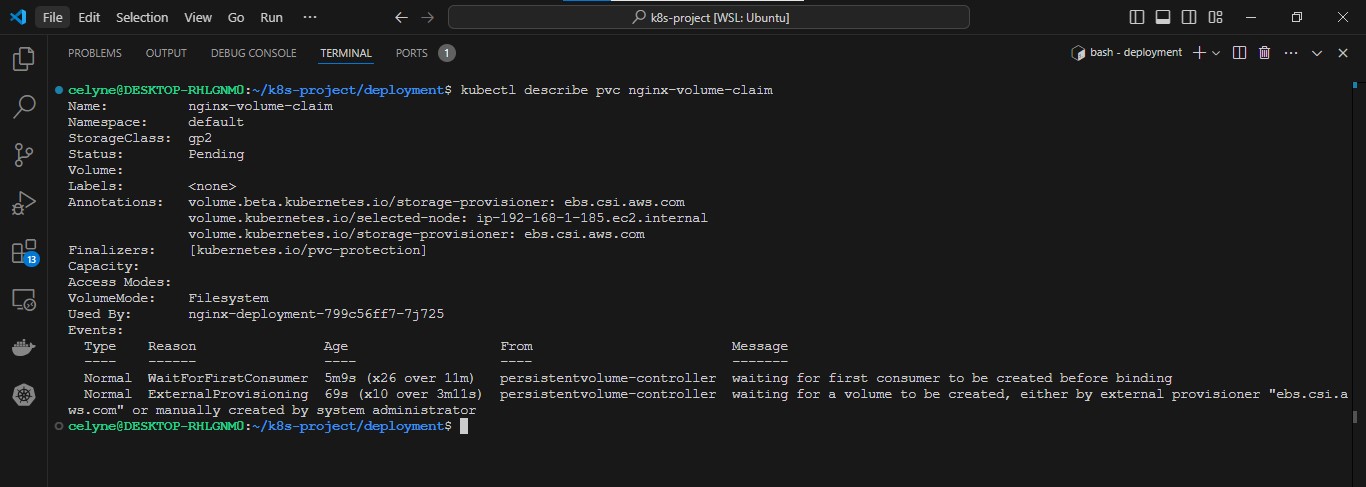 File Edit Selection View Go Run ··· k8s-project [WSL: Ubuntu]
PROBLEMS OUTPUT DEBUG CONSOLE TERMINAL PORTS 1 bash - deployment
celyne@DESKTOP-RHLGNM0:~/k8s-project/deployment$ kubectl describe pvc nginx-volume-claim
Name: nginx-volume-claim
Namespace: default
StorageClass: gp2
Status: Pending
Volume:
Labels: <none>
Annotations: volume.beta.kubernetes.io/storage-provisioner: ebs.csi.aws.com
volume.kubernetes.io/selected-node: ip-192-168-1-185.ec2.internal
volume.kubernetes.io/storage-provisioner: ebs.csi.aws.com
Finalizers: [kubernetes.io/pvc-protection]
13
Capacity:
Access Modes:
VolumeMode: Filesystem
Used By: nginx-deployment-799c56ff7-7j725
Events:
Type Reason Age From Message
---- ------ ---- ---- -------
Normal WaitForFirstConsumer 5m9s (x26 over 11m) persistentvolume-controller waiting for first consumer to be created before binding
Normal ExternalProvisioning 69s (x10 over 3m11s) persistentvolume-controller waiting for a volume to be created, either by external provisioner "ebs.csi.a
ws.com" or manually created by system administrator
celyne@DESKTOP-RHLGNM0:~/k8s-project/deployment$